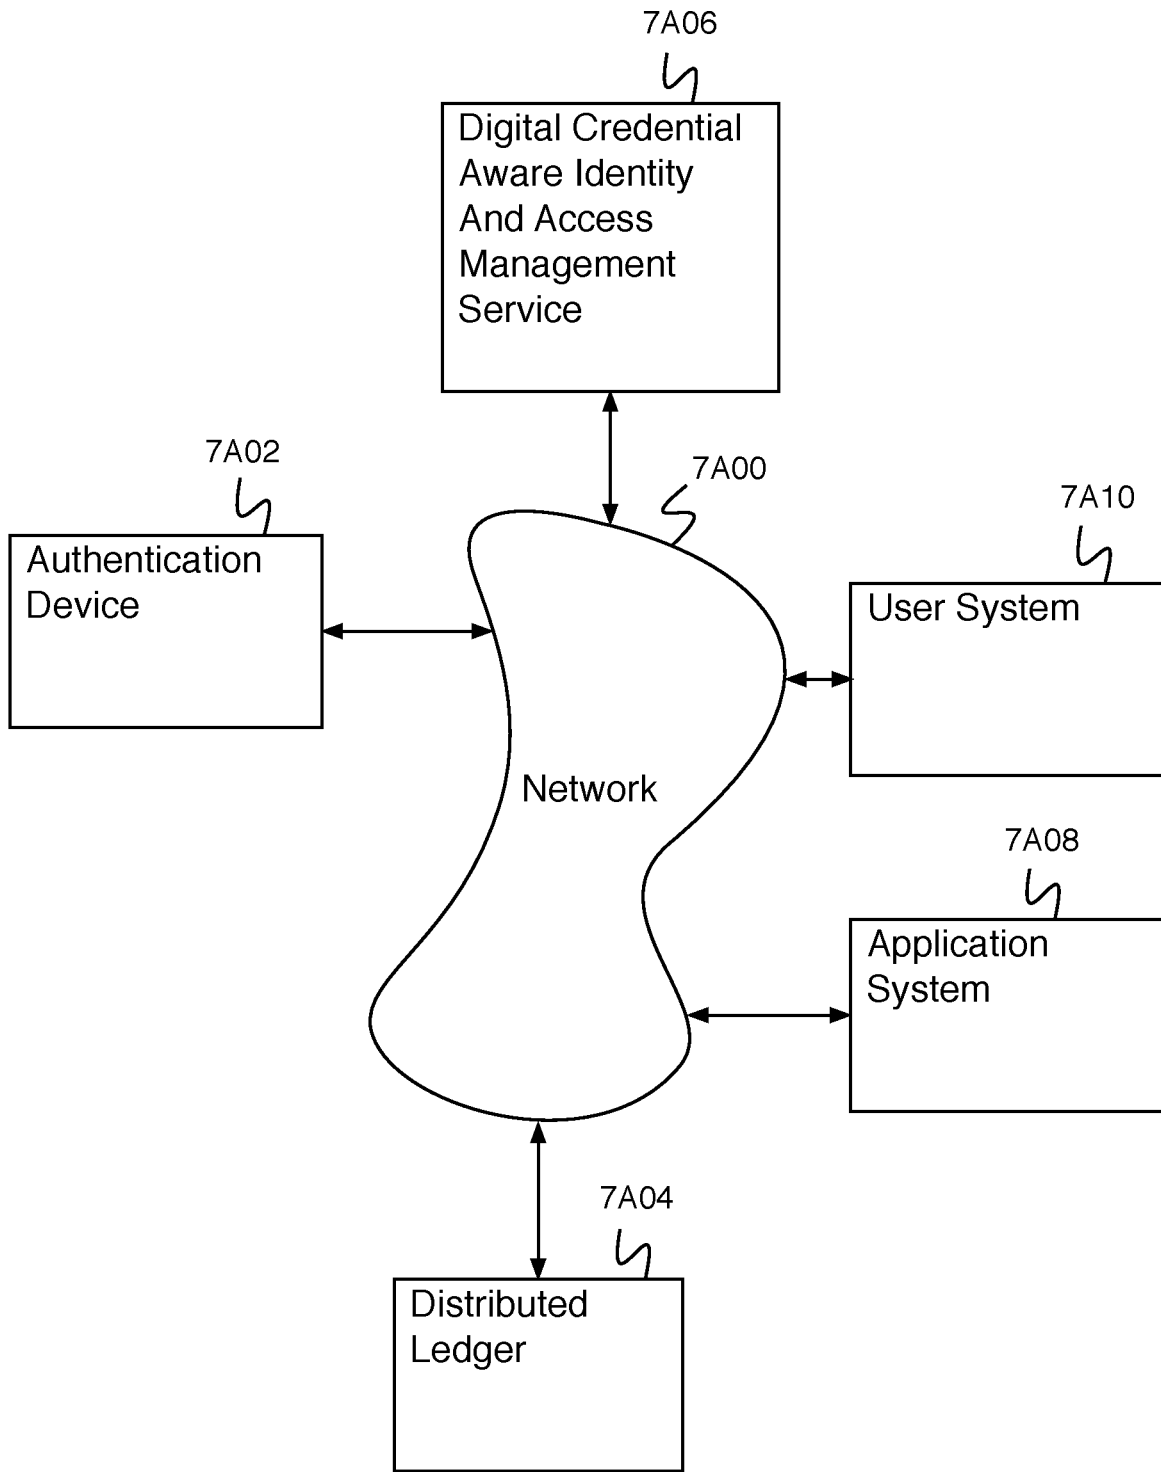 7A06
Digital Credential
Aware Identity
And Access
Management
Service
7A02
Authentication
Device
7A00
Network
7A10
User System
7A08
Application
System
7A04
Distributed
Ledger